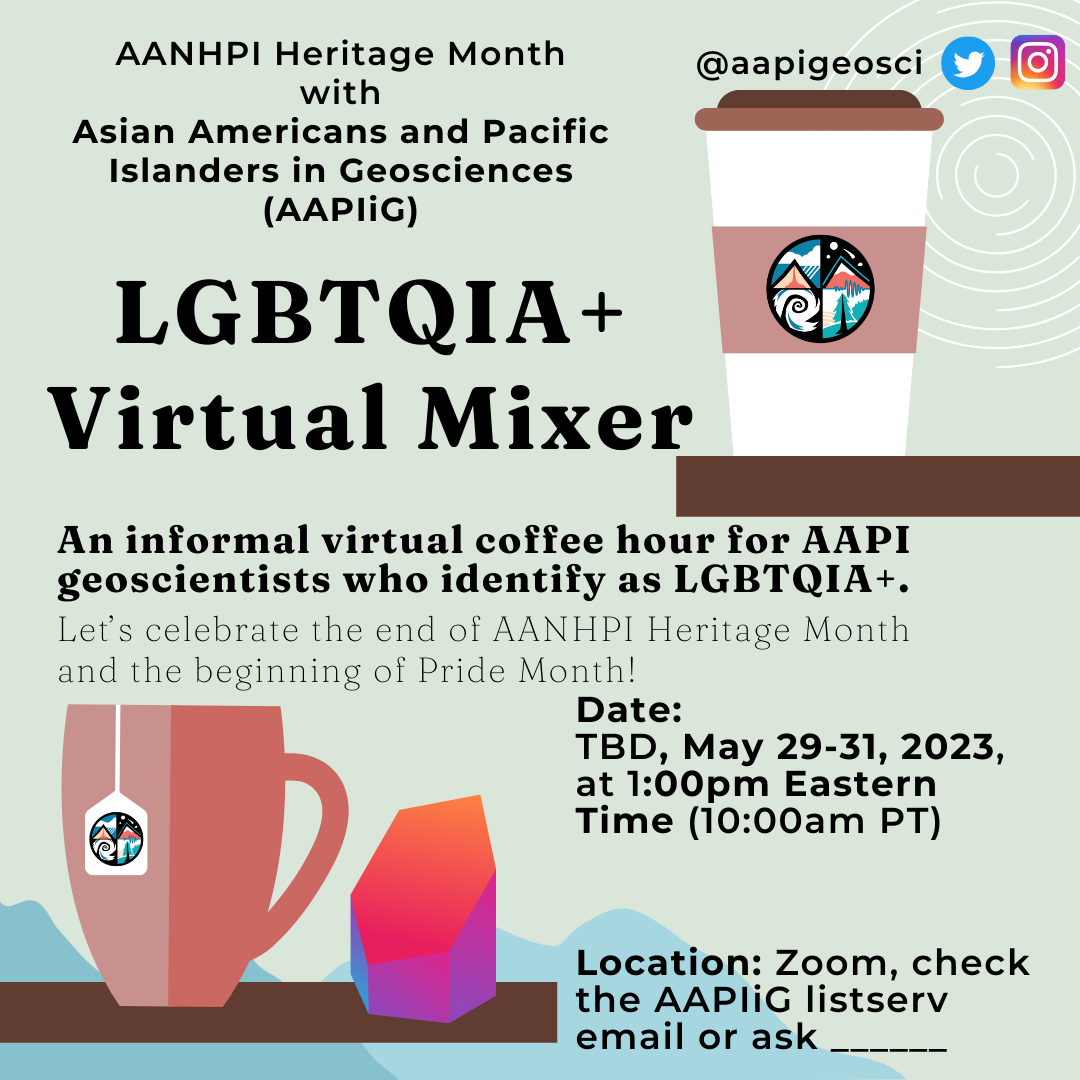 AANHPI Heritage Month
with
Asian Americans and Pacific
Islanders in Geosciences
(AAPIiG)
@aapigeosci
LGBTQIA+
Virtual Mixer
An informal virtual coffee hour for AAPI
geoscientists who identify as LGBTQIA+.
Let's celebrate the end of AANHPI Heritage Month
and the beginning of Pride Month!
Date:
TBD, May 29-31, 2023,
at 1:00pm Eastern
Time (10:00am PT)
Location: Zoom, check
the AAPIiG listserv
email or ask ______